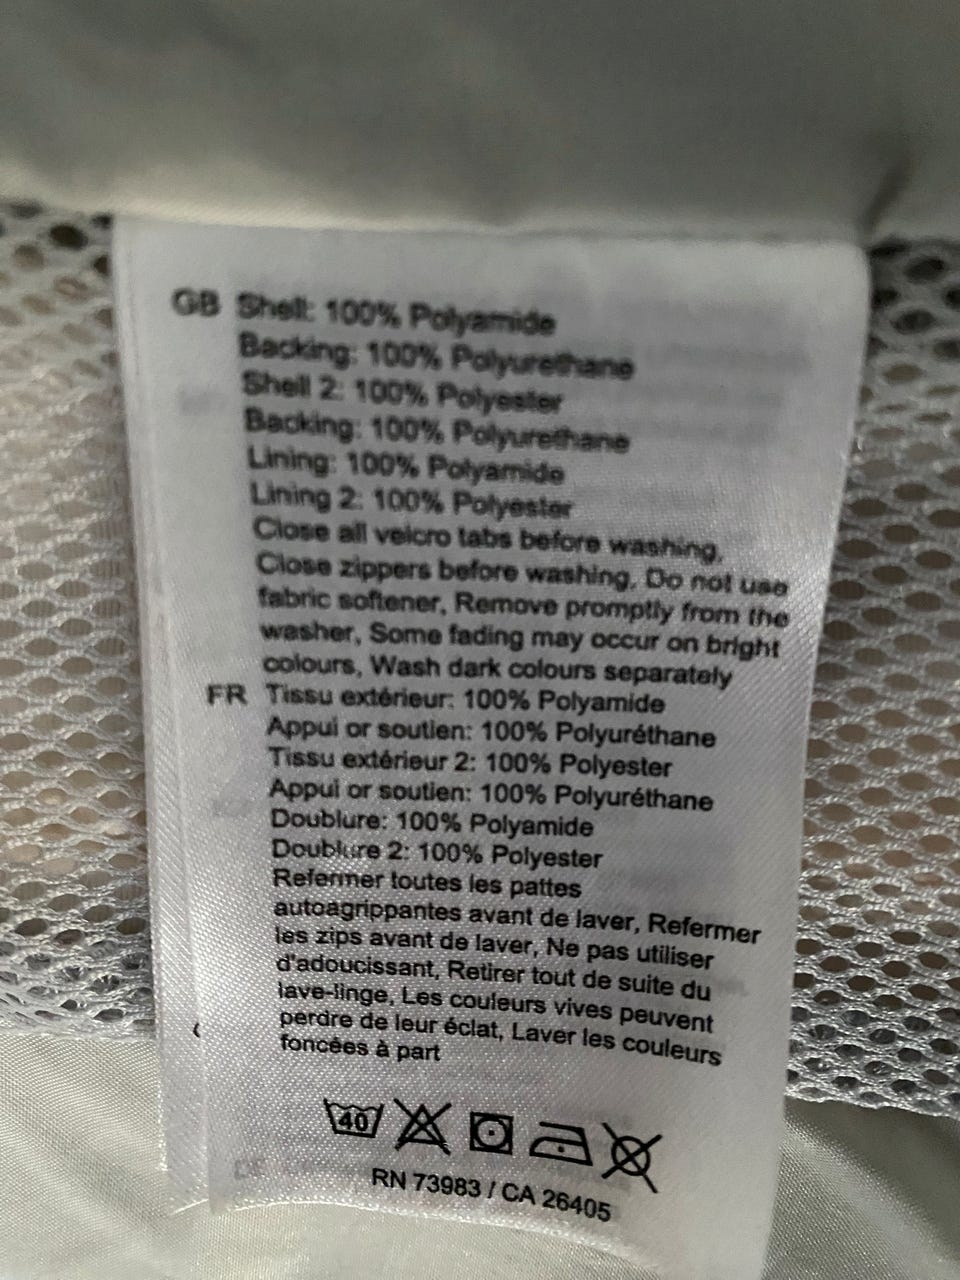 GB Shell: 100% Polyamide
Backing: 100% Polyurethane
Shell 2: 100% Polyester
Backing: 100% Polyurethane
Lining: 100% Polyamide
Lining 2: 100% Polyester
Close all velcro tabs before washing,
Close zippers before washing, Do not use
fabric softener, Remove promptly from the
washer, Some fading may occur on bright
colours, Wash dark colours separately
FR Tissu extérieur: 100% Polyamide
Appui or soutien: 100% Polyuréthane
Tissu extérieur 2: 100% Polyester
Appui or soutien: 100% Polyuréthane
Doublure: 100% Polyamide
Doublure 2: 100% Polyester
Refermer toutes les pattes
autoagrippantes avant de laver, Refermer
les zips avant de laver, Ne pas utiliser
d'adoucissant, Retirer tout de suite du
lave-linge, Les couleurs vives peuvent
perdre de leur éclat, Laver les couleurs
foncées à part
40
RN 73983 / CA 26405